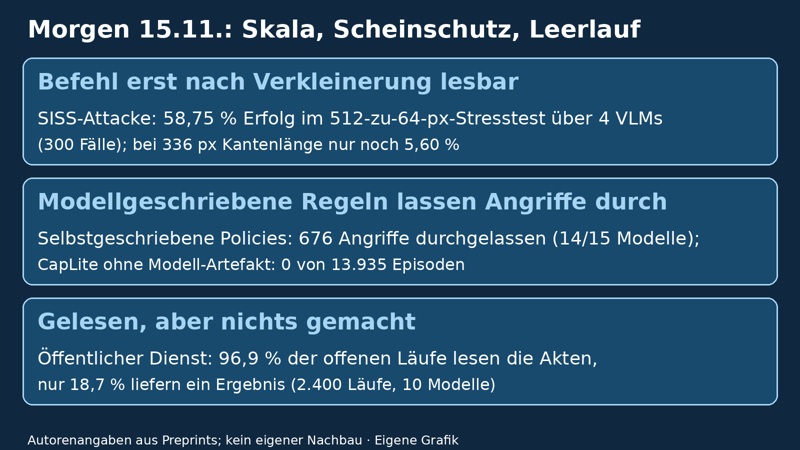 Morgen 15.11.: Skala, Scheinschutz, Leerlauf
Befehl erst nach Verkleinerung lesbar
SISS-Attacke: 58,75 % Erfolg im 512-zu-64-px-Stresstest über 4 VLMs
(300 Fälle); bei 336 px Kantenlänge nur noch 5,60 %
Modellgeschriebene Regeln lassen Angriffe durch
Selbstgeschriebene Policies: 676 Angriffe durchgelassen (14/15 Modelle);
CapLite ohne Modell-Artefakt: 0 von 13.935 Episoden
Gelesen, aber nichts gemacht
Öffentlicher Dienst: 96,9 % der offenen Läufe lesen die Akten,
nur 18,7 % liefern ein Ergebnis (2.400 Läufe, 10 Modelle)
Autorenangaben aus Preprints; kein eigener Nachbau · Eigene Grafik